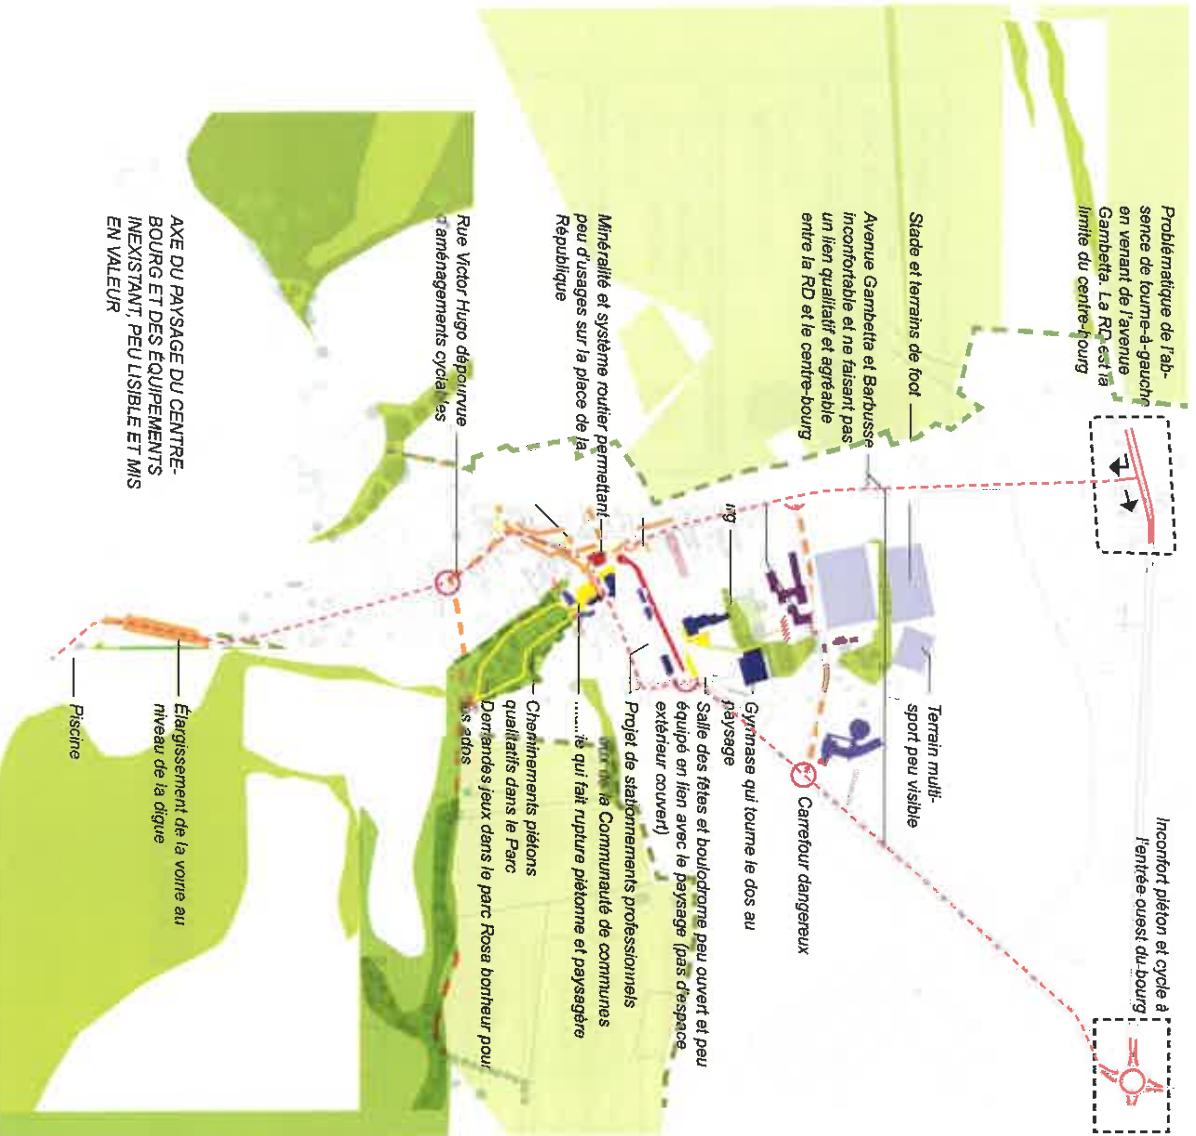 Problématique de l'ab-
sence de tourne-à-gauche
en venant de l'avenue
Gambetta. La RD est la
limite du centre-bourg
Stade et terrains de foot
Avenue Gambetta et Barbusse
inconfortable et ne faisant pas
un lien qualitatif et agréable
entre la RD et le centre-bourg
Minéralité et système routier permettant
peu d'usages sur la place de la
République
Rue Victor Hugo dépourvue
d'aménagements cyclables
AXE DU PAYSAGE DU CENTRE-
BOURG ET DES ÉQUIPEMENTS
INEXISTANT, PEU LISIBLE ET MIS
EN VALEUR
Inconfort piéton et cycle à
l'entrée ouest du bourg
Terrain multi-
sport peu visible
Carrefour dangereux
Gymnase qui tourne le dos au
paysage
Salle des fêtes et boulodrome peu ouvert et peu
équipé en lien avec le paysage (pas d'espace
extérieur couvert)
Projet de stationnements professionnels
de la Communauté de communes
qui fait rupture piétonne et paysagère
Cheminements piétons
qualitatifs dans le Parc
Demandes jeux dans le parc Rosa bonheur pour
ados
Élargissement de la voirie au
niveau de la digue
Piscine